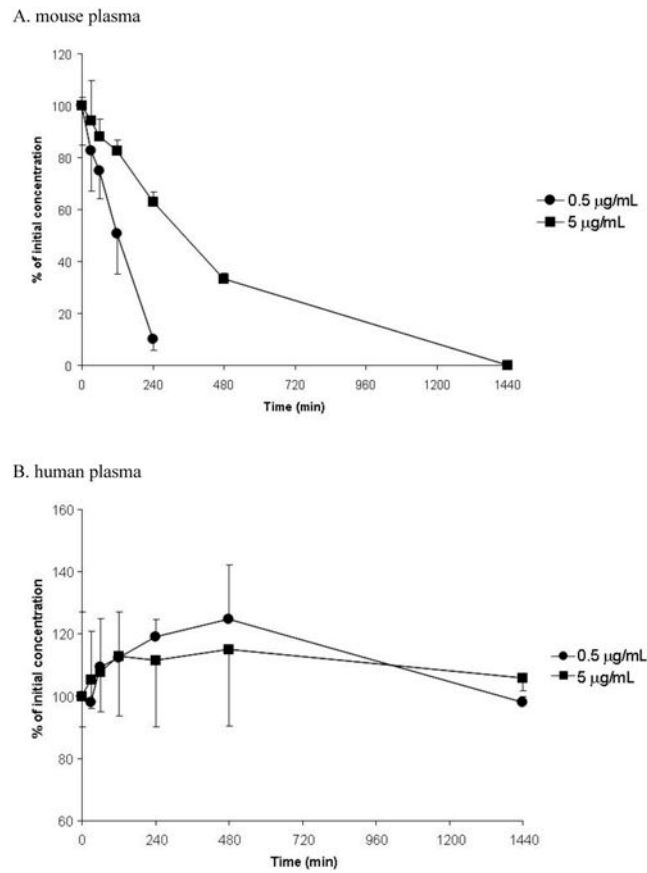 A. mouse plasma
120
100
80
60
40
20
0
% of initial concentration
0 240 480 720 960 1200 1440
Time (min)
0.5 µg/mL
5 µg/mL
B. human plasma
160
140
120
100
80
60
% of initial concentration
0 240 480 720 960 1200 1440
Time (min)
0.5 µg/mL
5 µg/mL